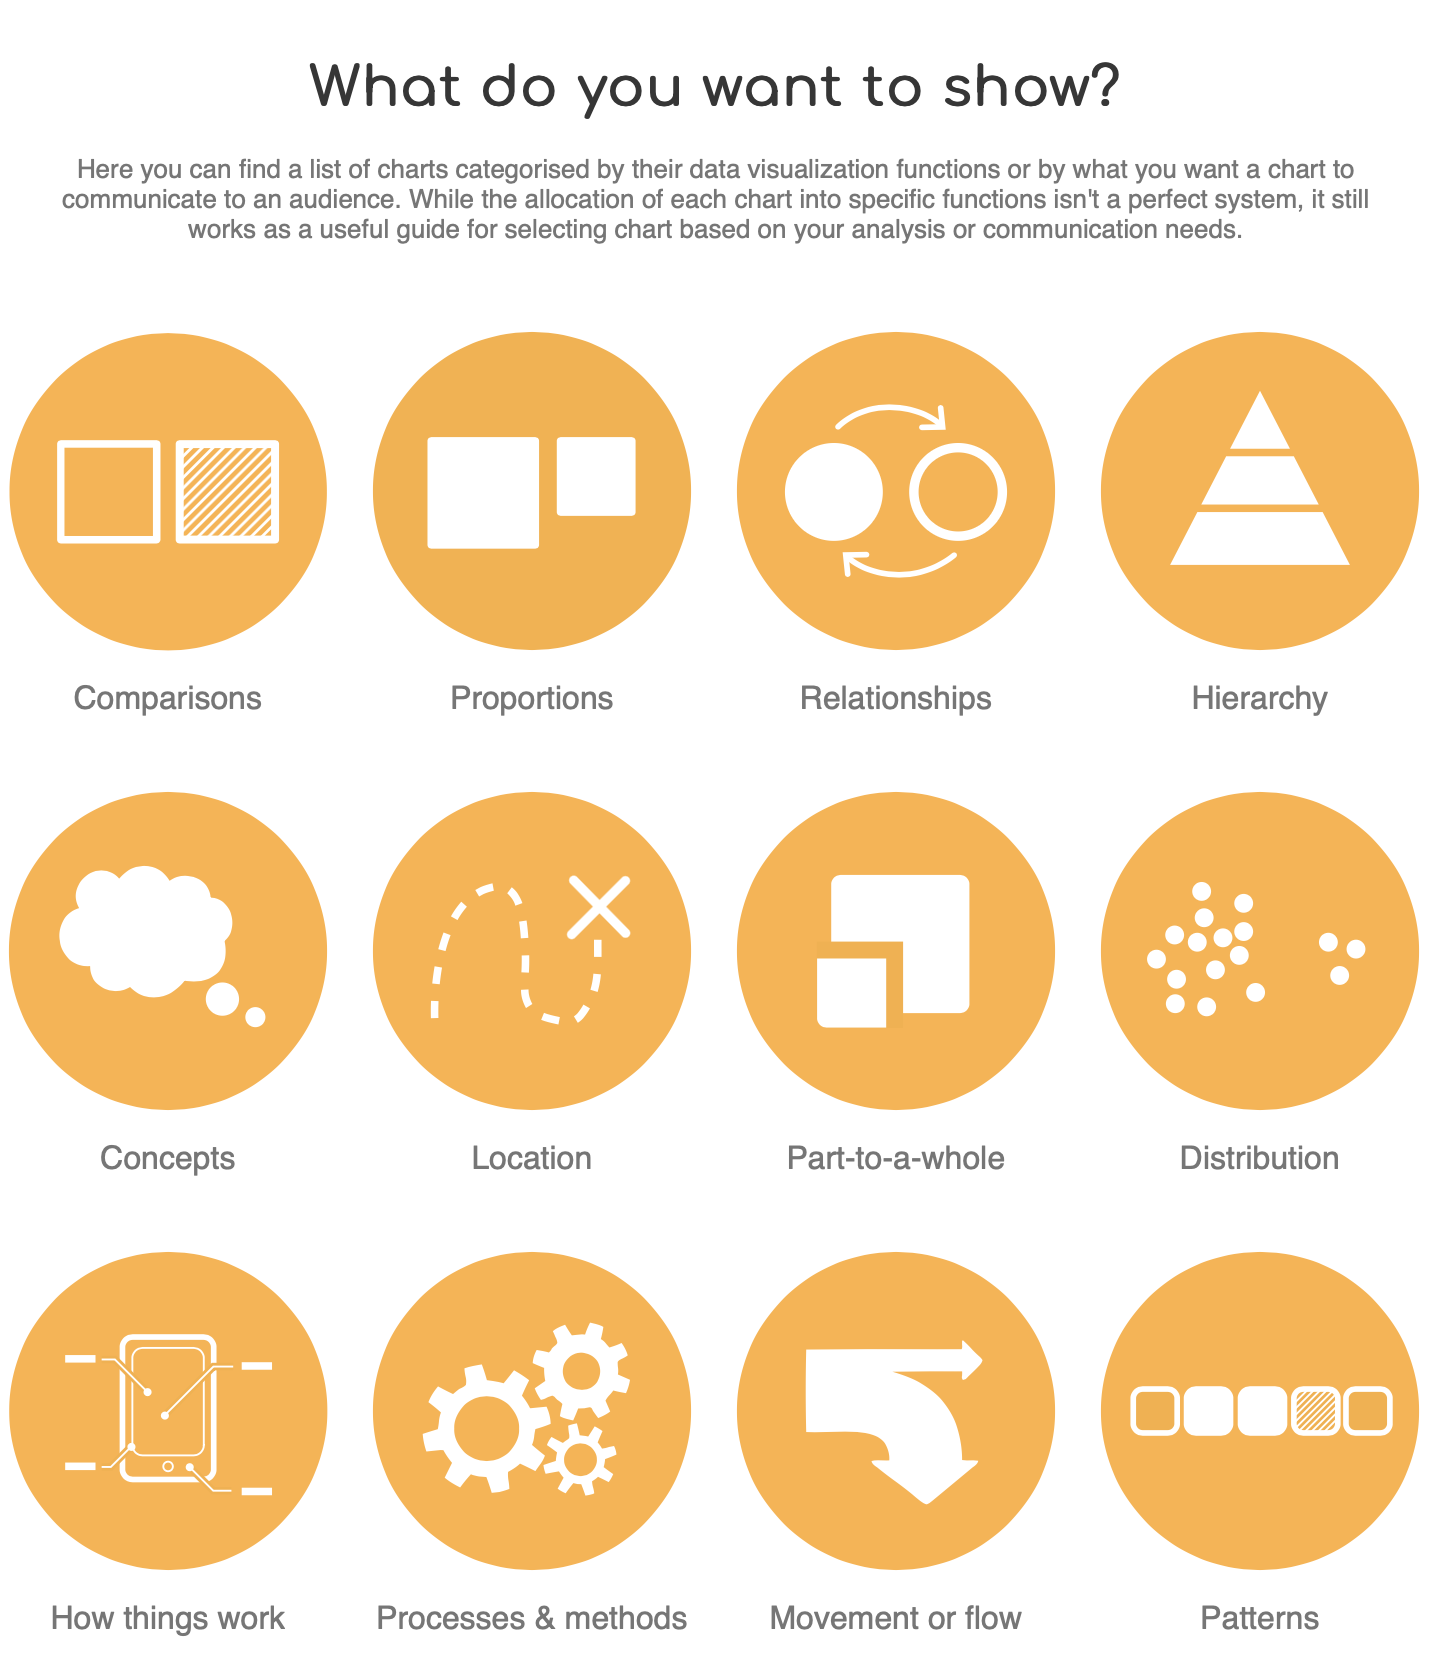 What do you want to show?
Here you can find a list of charts categorised by their data visualization functions or by what you want a chart to
communicate to an audience. While the allocation of each chart into specific functions isn't a perfect system, it still
works as a useful guide for selecting chart based on your analysis or communication needs.
Comparisons
Proportions
Relationships
Hierarchy
Concepts
Location
Part-to-a-whole
Distribution
How things work
Processes & methods
Movement or flow
Patterns